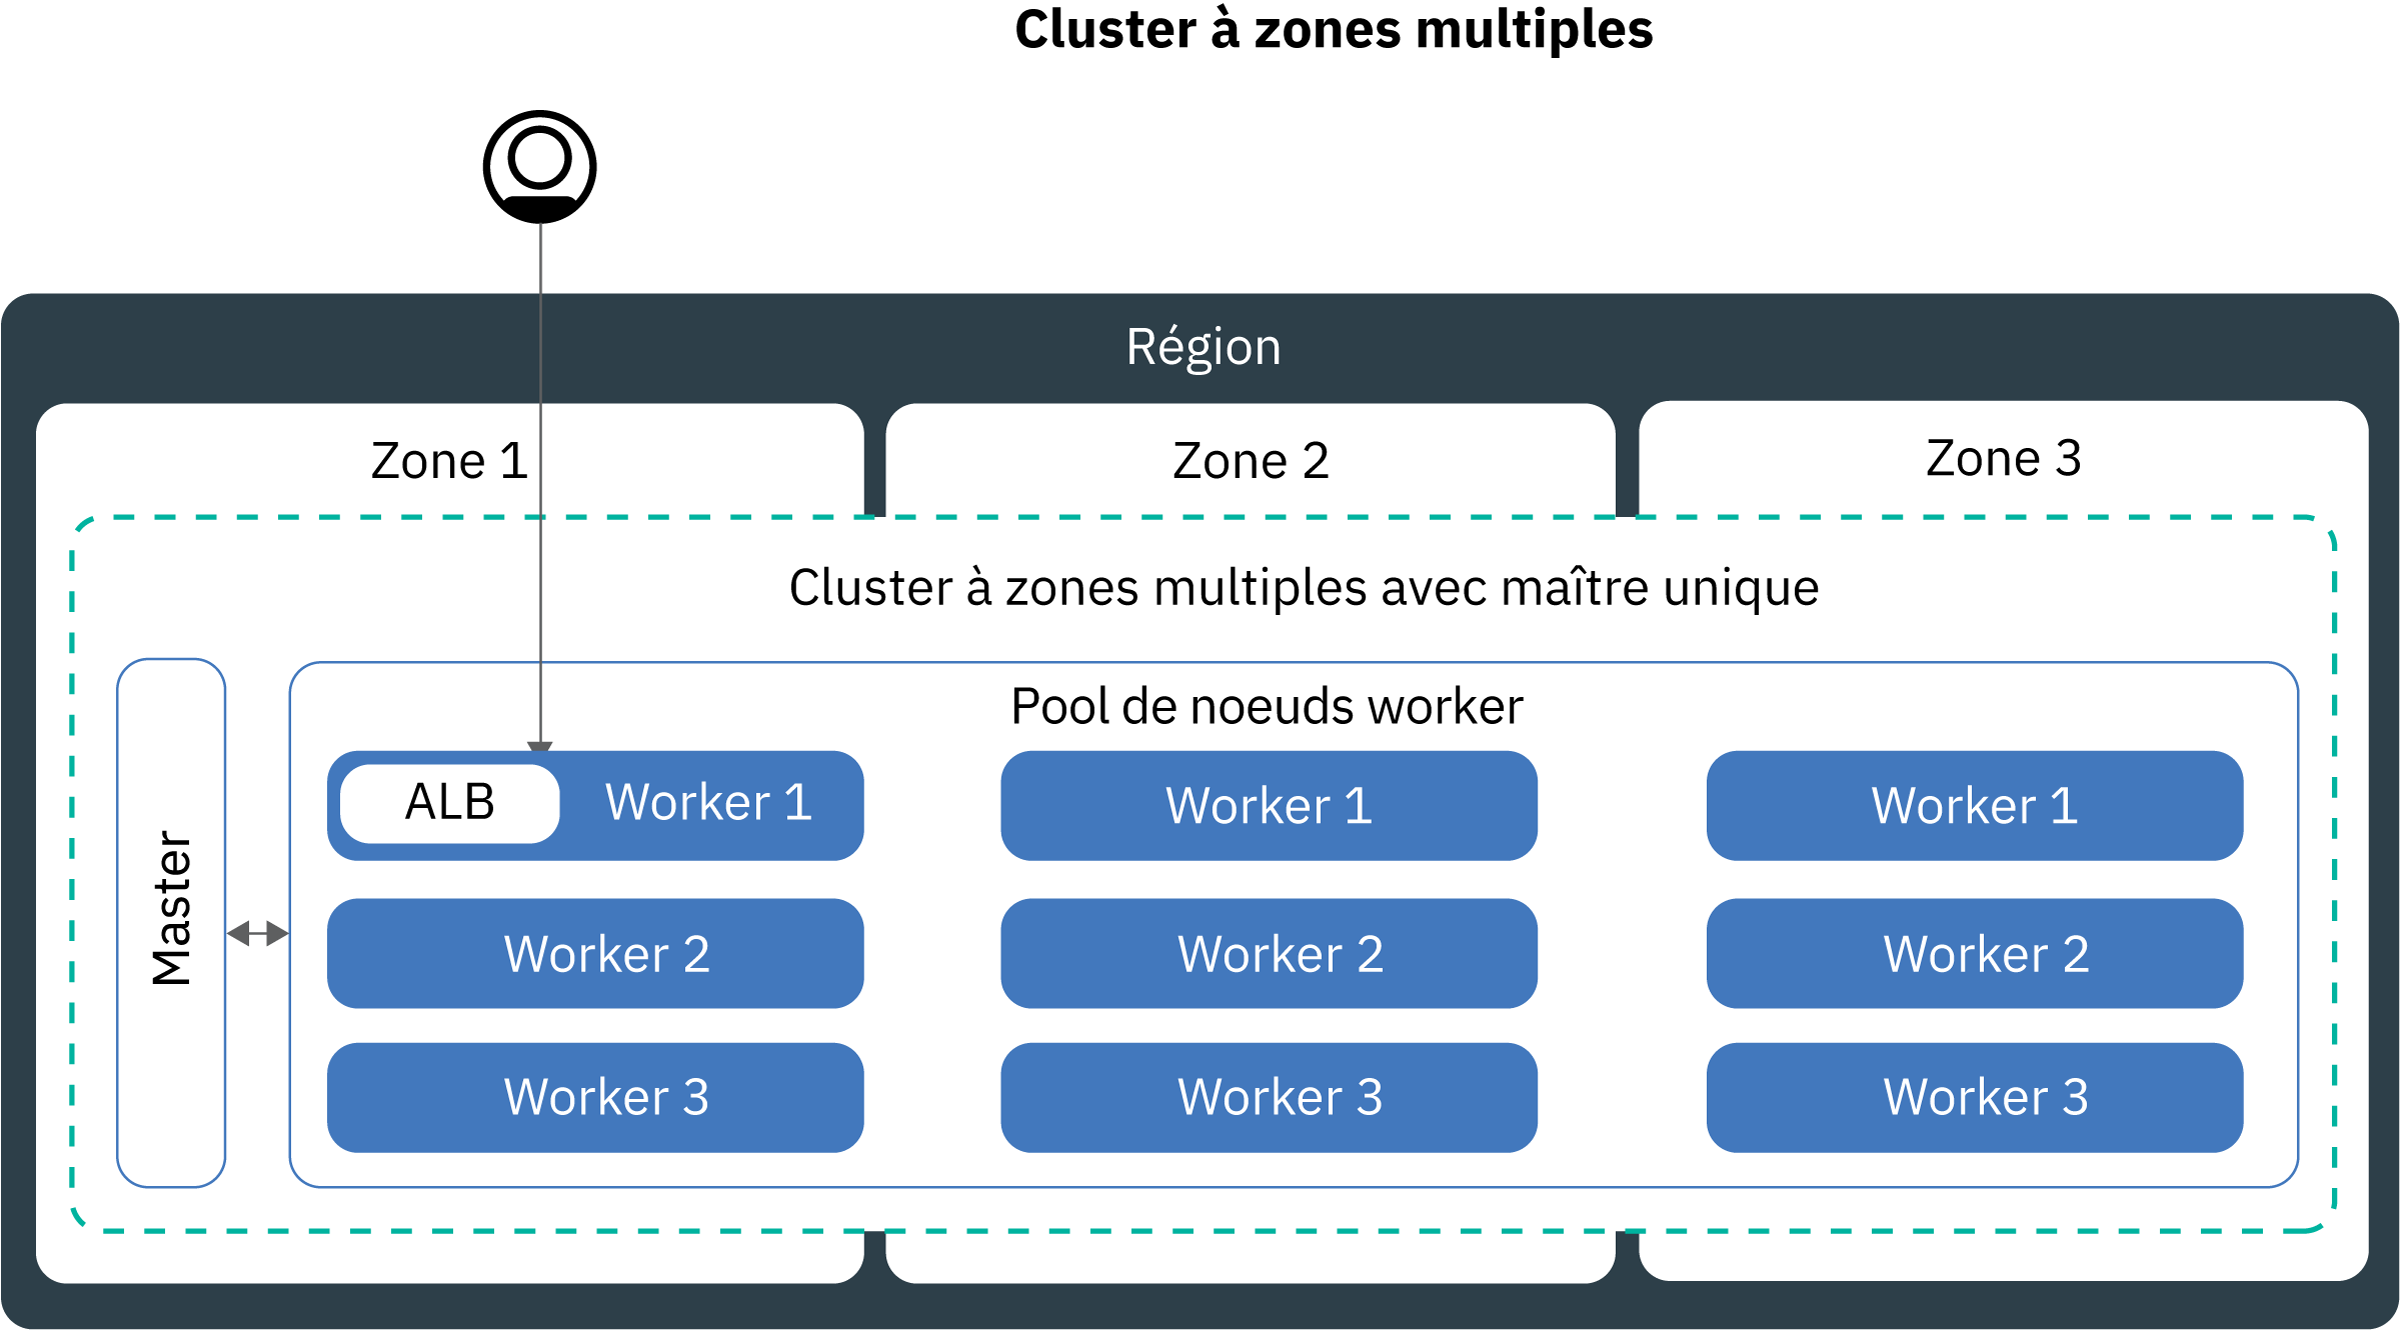 Cluster à zones multiples
Région
Zone 1
Zone 2
Zone 3
Cluster à zones multiples avec maître unique
Master
Pool de noeuds worker
ALB
Worker 1
Worker 1
Worker 1
Worker 2
Worker 2
Worker 2
Worker 3
Worker 3
Worker 3